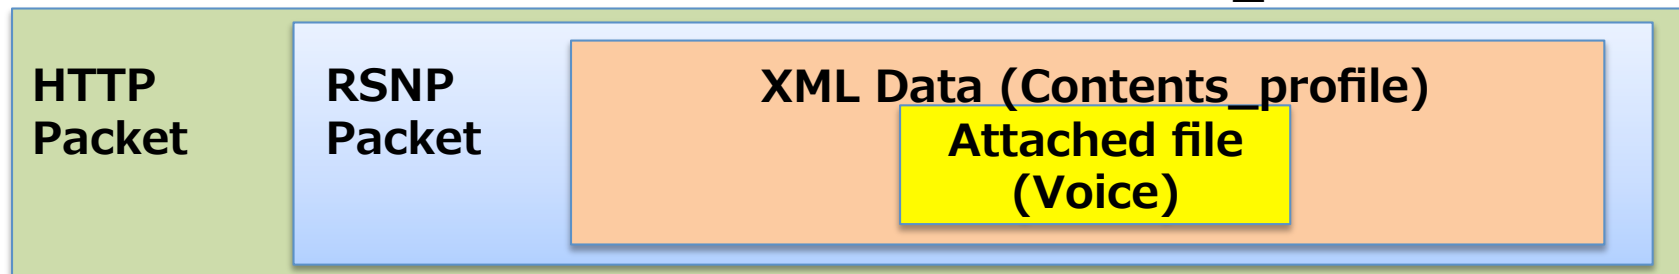 HTTP
Packet
RSNP
Packet
XML Data (Contents_profile)
Attached file
(Voice)